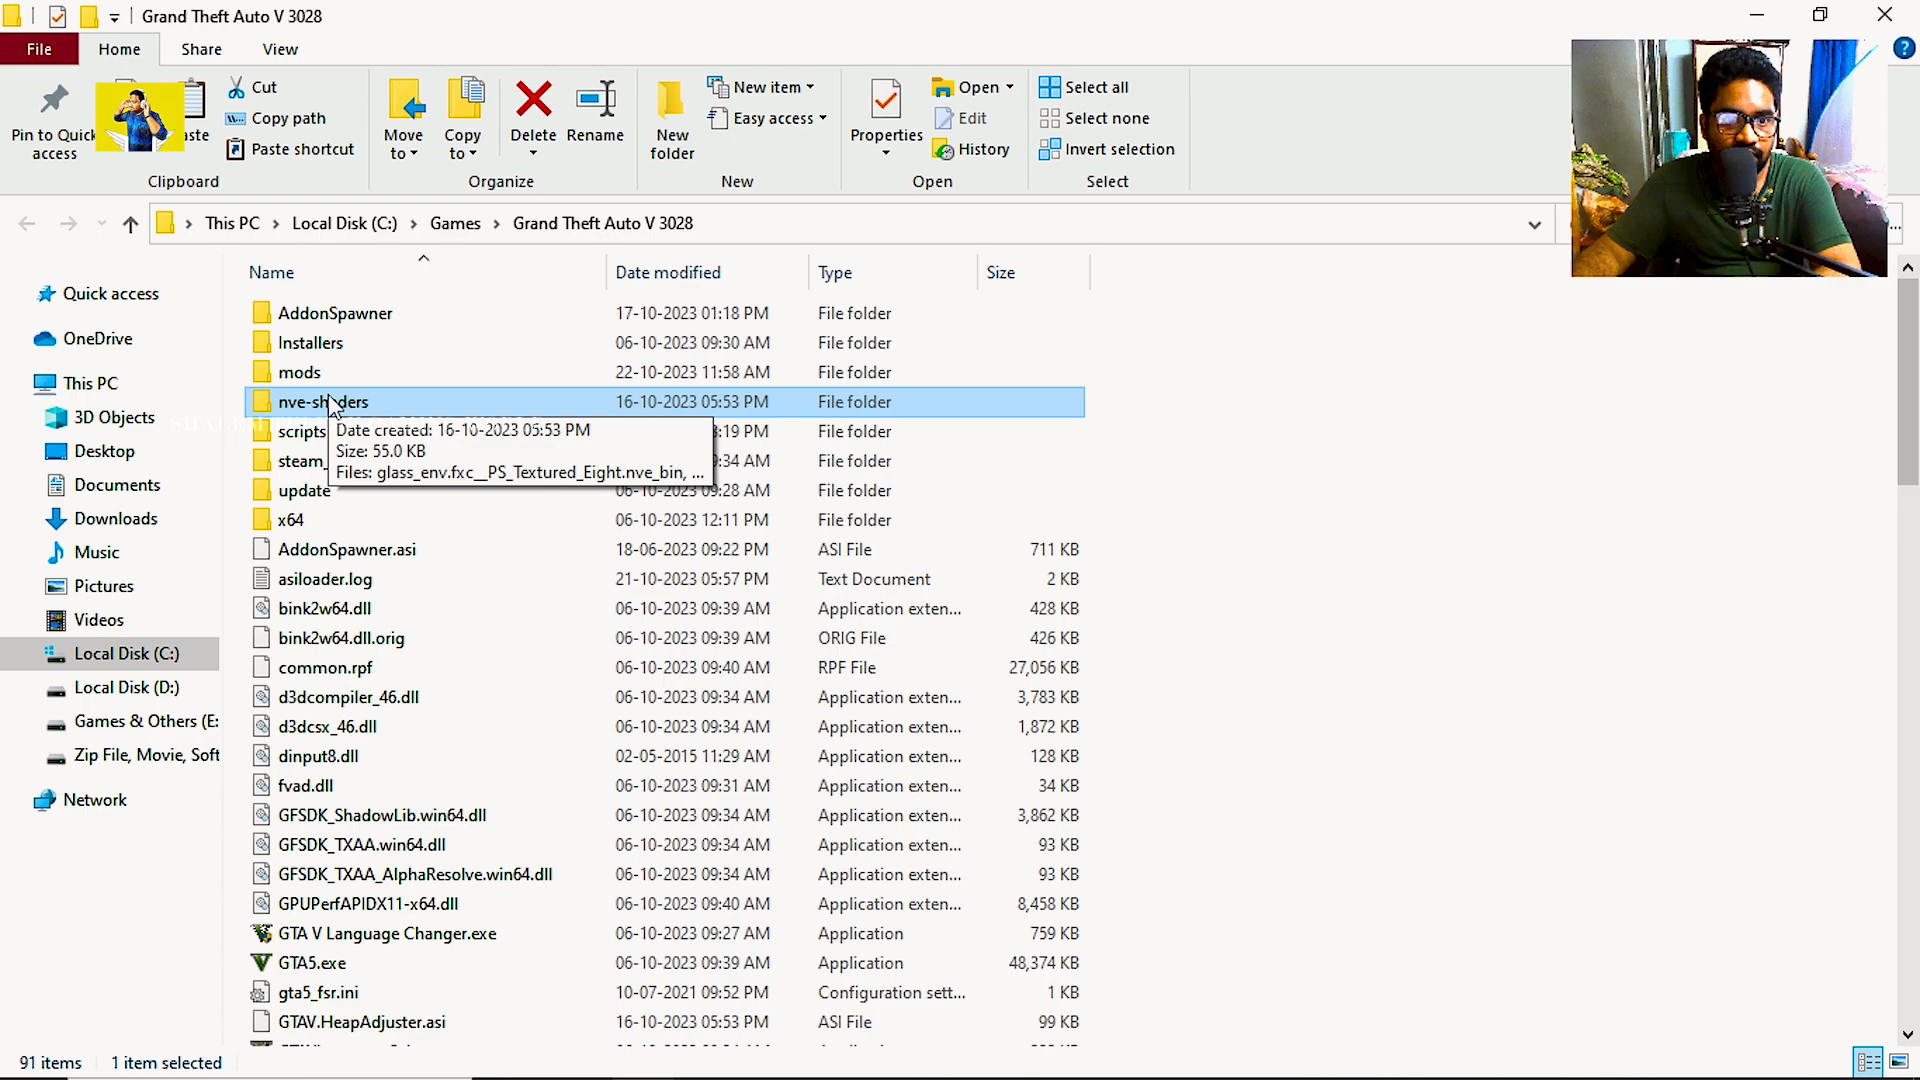 Grand Theft Auto V 3028
File Home Share View
Pin to Quick access
aste
Cut
Copy path
Paste shortcut
Move to
Copy to
Delete
Rename
New folder
New item
Easy access
Properties
Open
Edit
History
Select all
Select none
Invert selection
Clipboard Organize New Open Select
This PC Local Disk (C:) Games Grand Theft Auto V 3028
Quick access
OneDrive
This PC
3D Objects
Desktop
Documents
Downloads
Music
Pictures
Videos
Local Disk (C:)
Local Disk (D:)
Games & Others (E:
Zip File, Movie, Soft
Network
Name Date modified Type Size
AddonSpawner 17-10-2023 01:18 PM File folder
Installers 06-10-2023 09:30 AM File folder
mods 22-10-2023 11:58 AM File folder
nve-shaders 16-10-2023 05:53 PM File folder
scripts :19 PM File folder
steam_ :34 AM File folder
Date created: 16-10-2023 05:53 PM
Size: 55.0 KB
Files: glass_env.fxc__PS_Textured_Eight.nve_bin, ...
update 06-10-2023 09:28 AM File folder
x64 06-10-2023 12:11 PM File folder
AddonSpawner.asi 18-06-2023 09:22 PM ASI File 711 KB
asiloader.log 21-10-2023 05:57 PM Text Document 2 KB
bink2w64.dll 06-10-2023 09:39 AM Application exten... 428 KB
bink2w64.dll.orig 06-10-2023 09:39 AM ORIG File 426 KB
common.rpf 06-10-2023 09:40 AM RPF File 27,056 KB
d3dcompiler_46.dll 06-10-2023 09:34 AM Application exten... 3,783 KB
d3dcsx_46.dll 06-10-2023 09:34 AM Application exten... 1,872 KB
dinput8.dll 02-05-2015 11:29 AM Application exten... 128 KB
fvad.dll 06-10-2023 09:31 AM Application exten... 34 KB
GFSDK_ShadowLib.win64.dll 06-10-2023 09:34 AM Application exten... 3,862 KB
GFSDK_TXAA.win64.dll 06-10-2023 09:34 AM Application exten... 93 KB
GFSDK_TXAA_AlphaResolve.win64.dll 06-10-2023 09:34 AM Application exten... 93 KB
GPUPerfAPIDX11-x64.dll 06-10-2023 09:40 AM Application exten... 8,458 KB
GTA V Language Changer.exe 06-10-2023 09:27 AM Application 759 KB
GTA5.exe 06-10-2023 09:39 AM Application 48,374 KB
gta5_fsr.ini 10-07-2021 09:52 PM Configuration sett... 1 KB
GTAV.HeapAdjuster.asi 16-10-2023 05:53 PM ASI File 99 KB
91 items 1 item selected